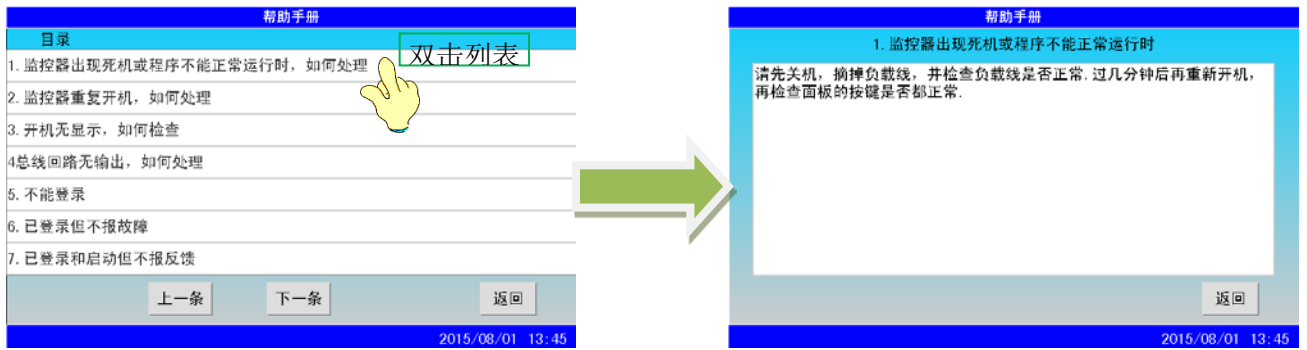 帮助手册
目录
双击列表
1. 监控器出现死机或程序不能正常运行时，如何处理
2. 监控器重复开机，如何处理
3. 开机无显示，如何检查
4总线回路无输出，如何处理
5. 不能登录
6. 已登录但不报故障
7. 已登录和启动但不报反馈
上一条 下一条 返回
2015/08/01 13:45
帮助手册
1. 监控器出现死机或程序不能正常运行时
请先关机，摘掉负载线，并检查负载线是否正常. 过几分钟后再重新开机，
再检查面板的按键是否都正常.
返回
2015/08/01 13:45